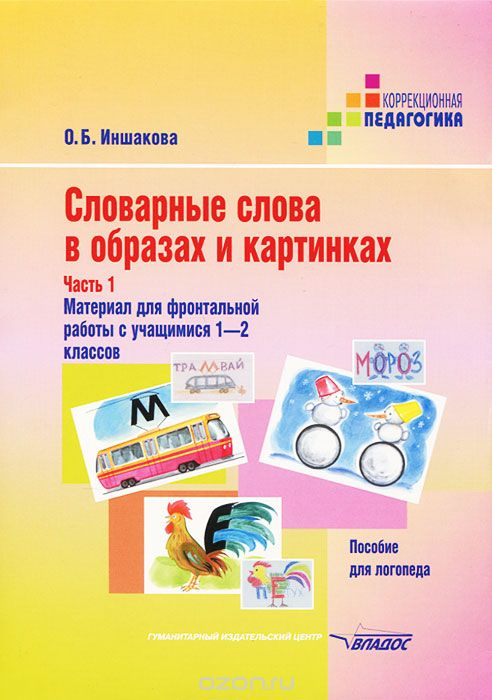 КОРРЕКЦИОННАЯ
ПЕДАГОГИКА
О. Б. Иншакова
Словарные слова
в образах и картинках
Часть 1
Материал для фронтальной
работы с учащимися 1—2
классов
ТРАМВАЙ
МОРОЗ
М
Е
ПЕТУХ
Пособие
для логопеда
ГУМАНИТАРНЫЙ ИЗДАТЕЛЬСКИЙ ЦЕНТР
ВЛАДОС
ozon.ru